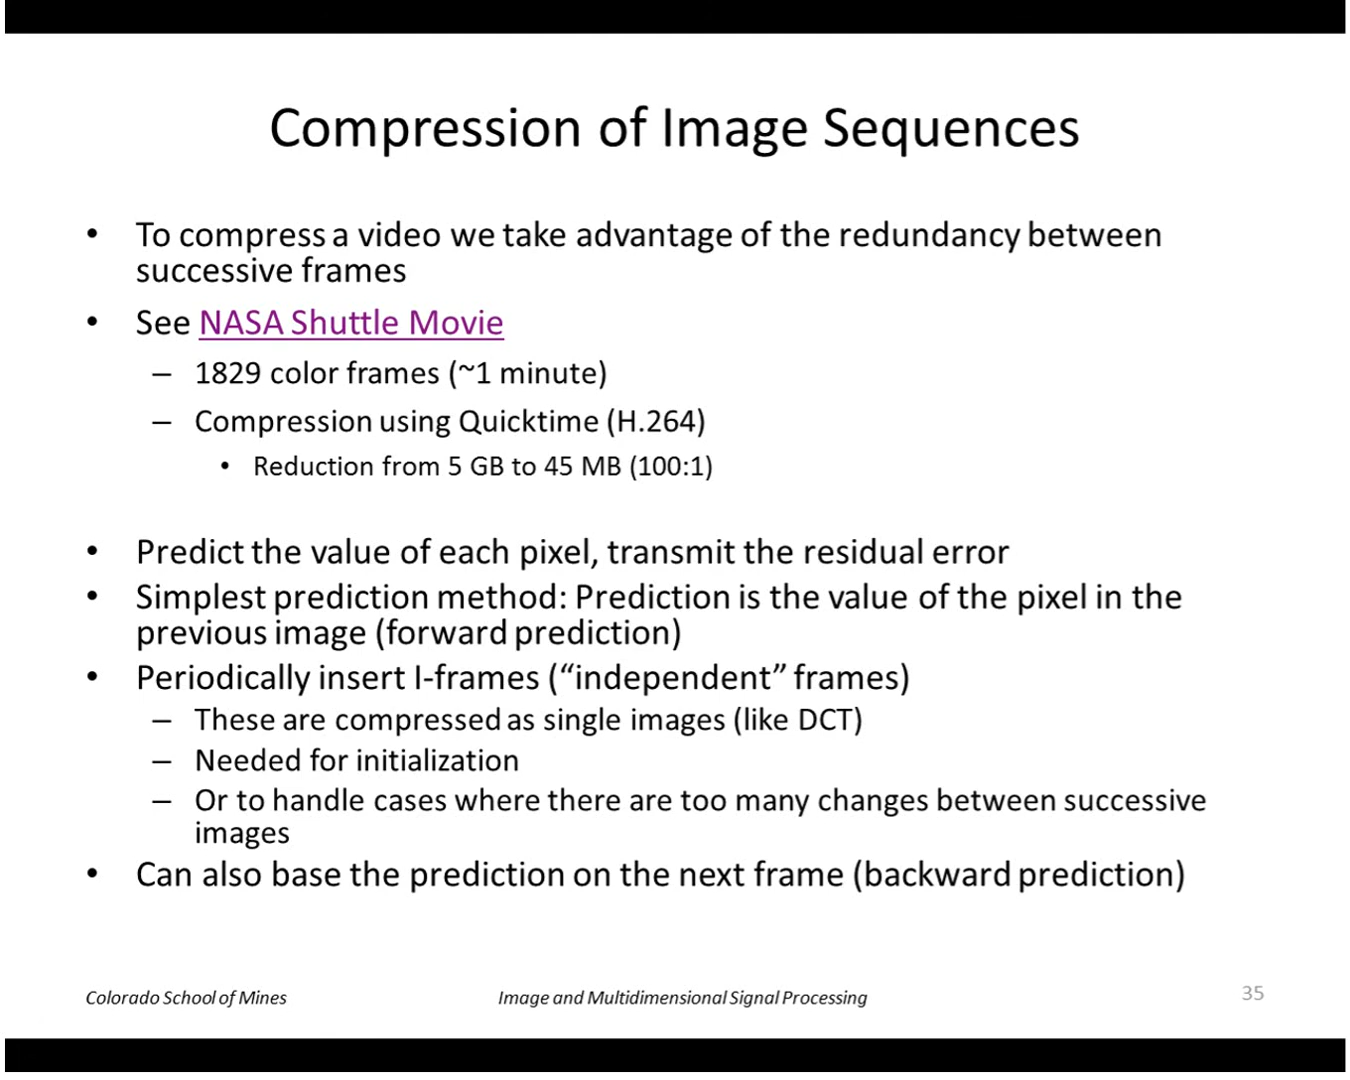 Compression of Image Sequences
• To compress a video we take advantage of the redundancy between
successive frames
• See NASA Shuttle Movie
– 1829 color frames (~1 minute)
– Compression using Quicktime (H.264)
• Reduction from 5 GB to 45 MB (100:1)
• Predict the value of each pixel, transmit the residual error
• Simplest prediction method: Prediction is the value of the pixel in the
previous image (forward prediction)
• Periodically insert I-frames (“independent” frames)
– These are compressed as single images (like DCT)
– Needed for initialization
– Or to handle cases where there are too many changes between successive
images
• Can also base the prediction on the next frame (backward prediction)
Colorado School of Mines Image and Multidimensional Signal Processing 35